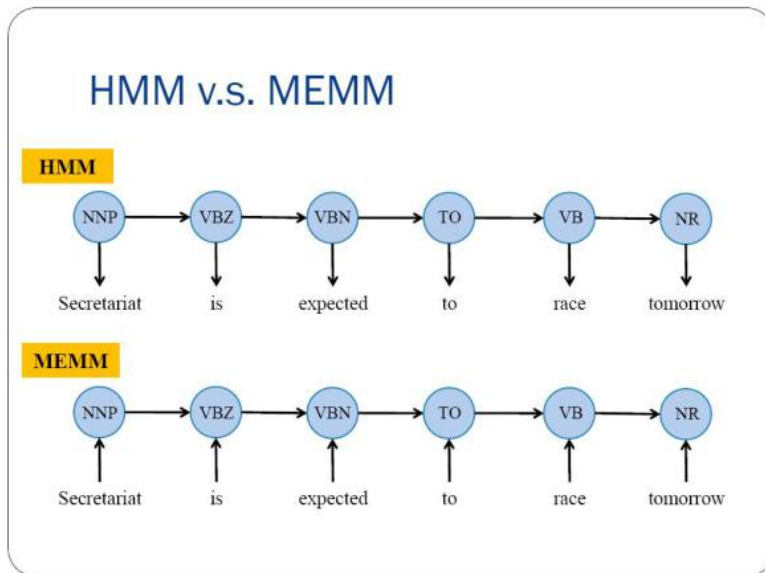 HMM v.s. MEMM
HMM
NNP VBZ VBN TO VB NR
Secretariat is expected to race tomorrow
MEMM
NNP VBZ VBN TO VB NR
Secretariat is expected to race tomorrow